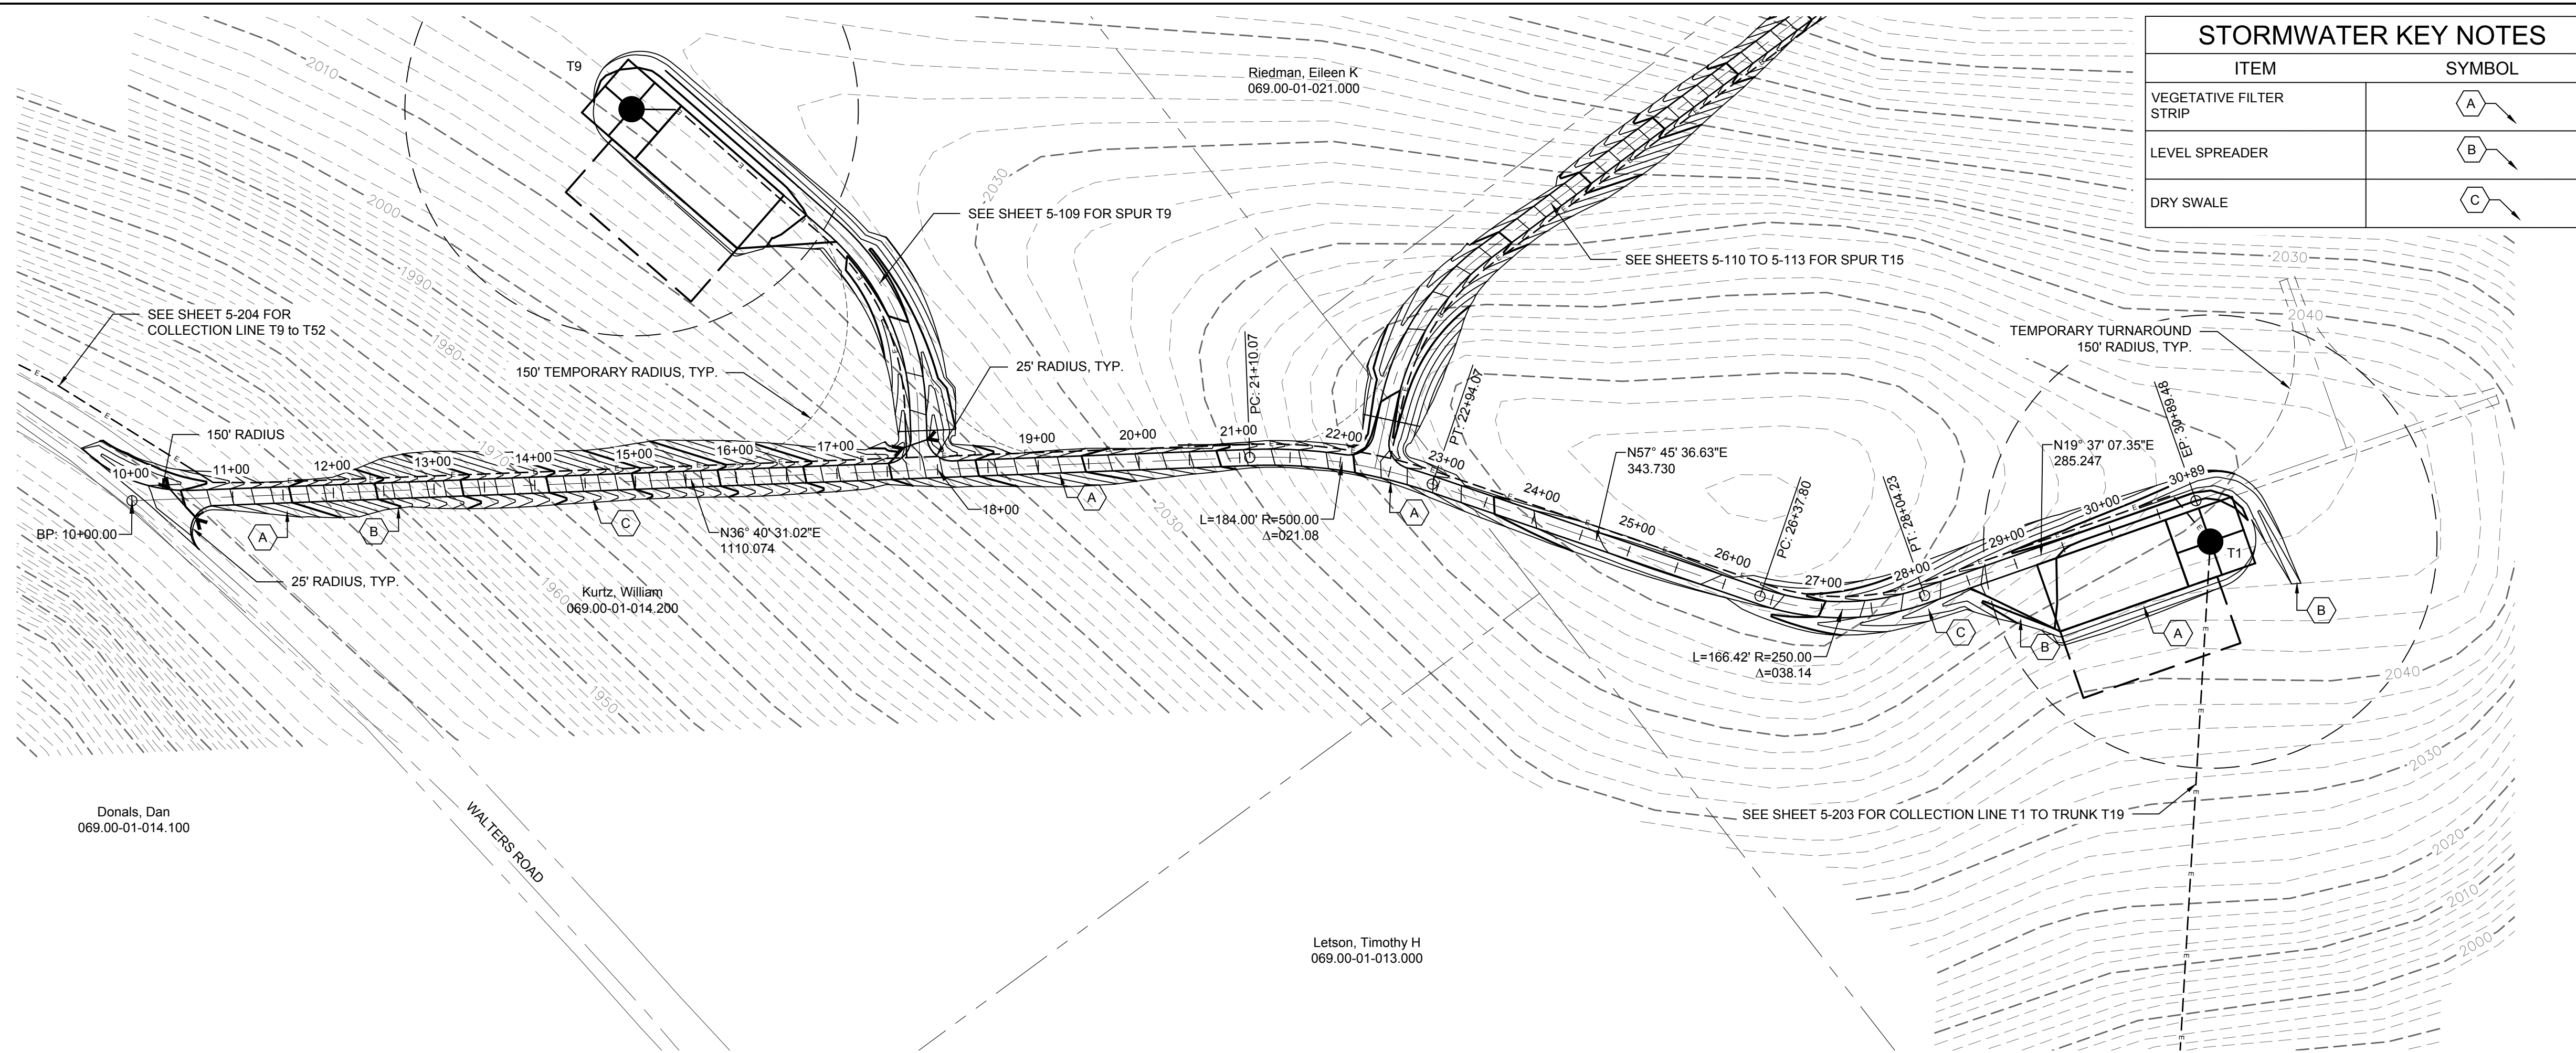 STORMWATER KEY NOTES
ITEM SYMBOL
VEGETATIVE FILTER
STRIP
A
LEVEL SPREADER
B
DRY SWALE
C
2010
T9
Riedman, Eileen K
069.00-01-021.000
2000
2030
SEE SHEET 5-109 FOR SPUR T9
1990
SEE SHEETS 5-110 TO 5-113 FOR SPUR T15
2030
2040
SEE SHEET 5-204 FOR
COLLECTION LINE T9 to T52
1980
TEMPORARY TURNAROUND
150' RADIUS, TYP.
150' TEMPORARY RADIUS, TYP.
25' RADIUS, TYP.
PC: 21+10.07
PT: 22+94.07
EP: 30+89.48
150' RADIUS
1970
10+00
11+00
12+00
13+00
14+00
15+00
16+00
17+00
18+00
19+00
20+00
21+00
22+00
23+00
24+00
25+00
26+00
27+00
28+00
29+00
30+00
30+89
N57° 45' 36.63"E
343.730
N19° 37' 07.35"E
285.247
PC: 26+37.80
PT: 28+04.23
BP: 10+00.00
A
B
C
N36° 40' 31.02"E
1110.074
A
2030
L=184.00' R=500.00
Δ=021.08
A
T1
25' RADIUS, TYP.
1960
Kurtz, William
069.00-01-014.200
L=166.42' R=250.00
Δ=038.14
C
B
A
B
2040
1950
2030
SEE SHEET 5-203 FOR COLLECTION LINE T1 TO TRUNK T19
Donals, Dan
069.00-01-014.100
WALTERS ROAD
2020
2010
2000
Letson, Timothy H
069.00-01-013.000